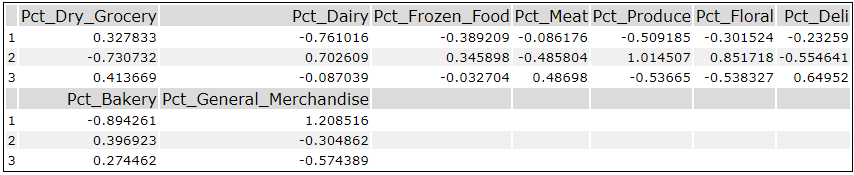 Pct_Dry_Grocery Pct_Dairy Pct_Frozen_Food Pct_Meat Pct_Produce Pct_Floral Pct_Deli
1 0.327833 -0.761016 -0.389209 -0.086176 -0.509185 -0.301524 -0.23259
2 -0.730732 0.702609 0.345898 -0.485804 1.014507 0.851718 -0.554641
3 0.413669 -0.087039 -0.032704 0.48698 -0.53665 -0.538327 0.64952
Pct_Bakery Pct_General_Merchandise
1 -0.894261 1.208516
2 0.396923 -0.304862
3 0.274462 -0.574389